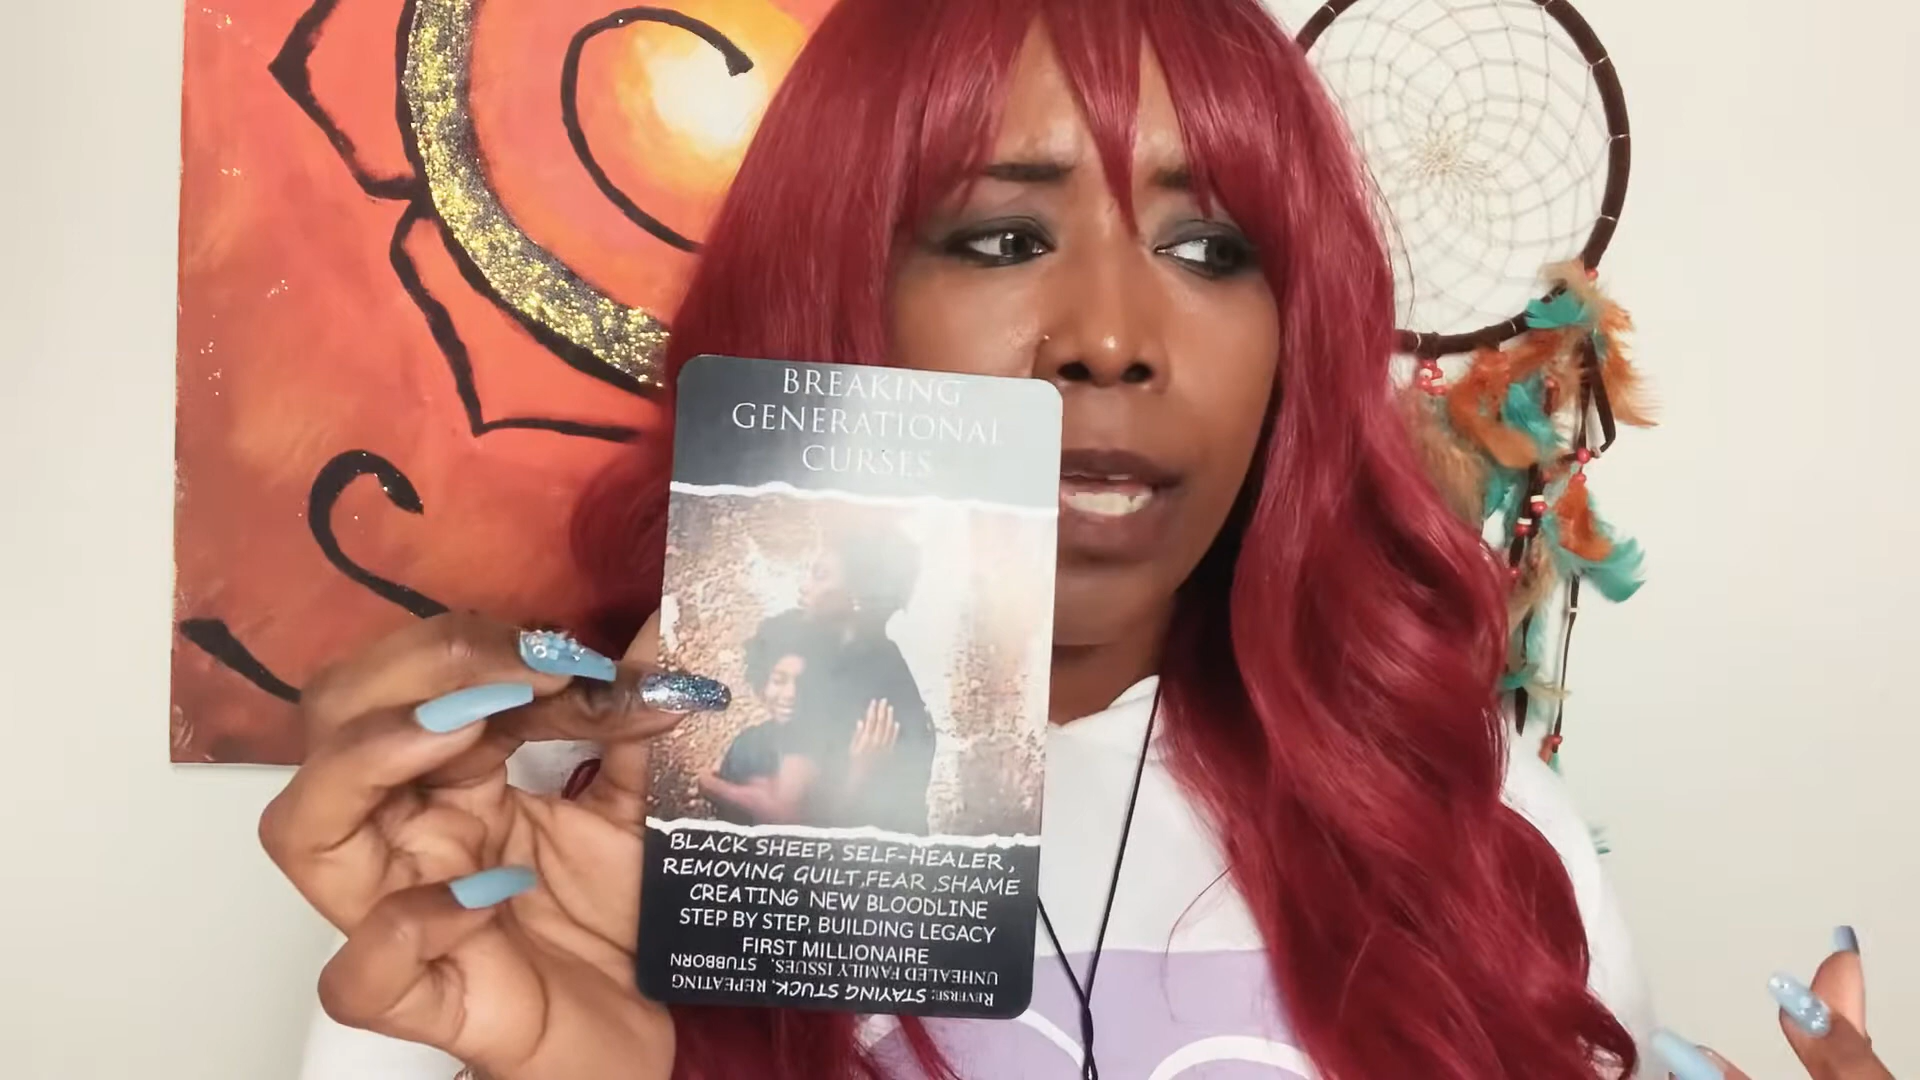 BREAKING
GENERATIONAL
CURSES
BLACK SHEEP, SELF-HEALER,
REMOVING GUILT,FEAR ,SHAME
CREATING NEW BLOODLINE
STEP BY STEP, BUILDING LEGACY
FIRST MILLIONAIRE
REVERSE: STAYING STUCK, REPEATING
UNHEALED FAMILY ISSUES, STUBBORN